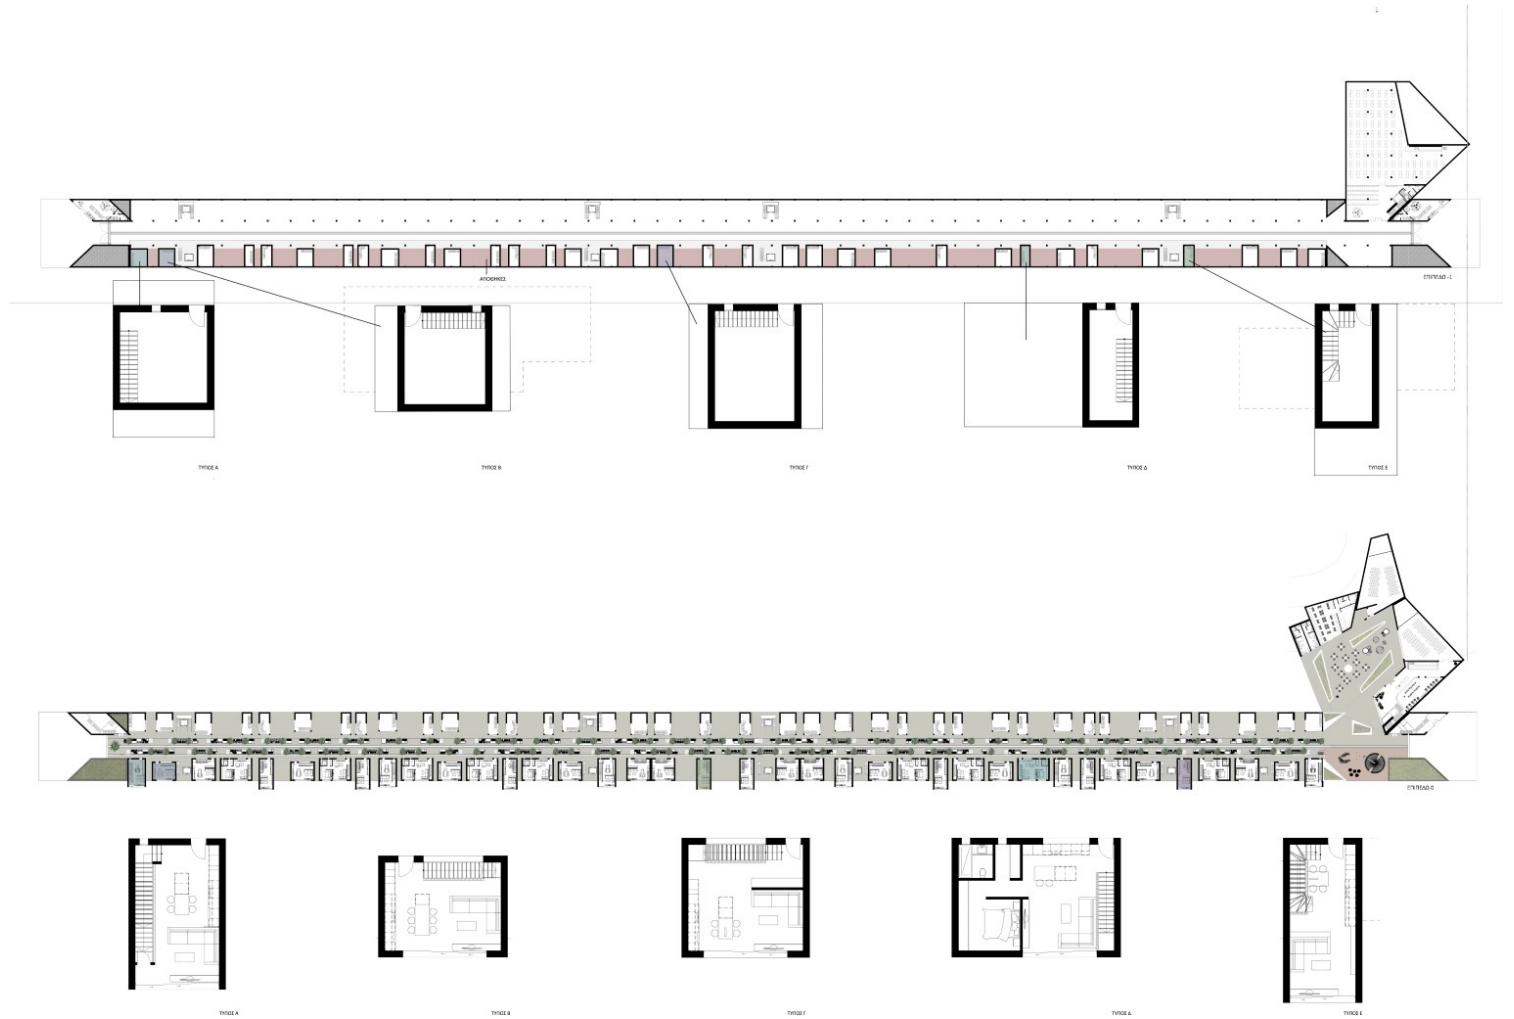 ΑΠΟΘΗΚΕΣ
ΕΠΙΠΕΔΟ -1
ΤΥΠΟΣ Α
ΤΥΠΟΣ Β
ΤΥΠΟΣ Γ
ΤΥΠΟΣ Δ
ΤΥΠΟΣ Ε
ΕΠΙΠΕΔΟ 0
ΤΥΠΟΣ Α
ΤΥΠΟΣ Β
ΤΥΠΟΣ Γ
ΤΥΠΟΣ Δ
ΤΥΠΟΣ Ε